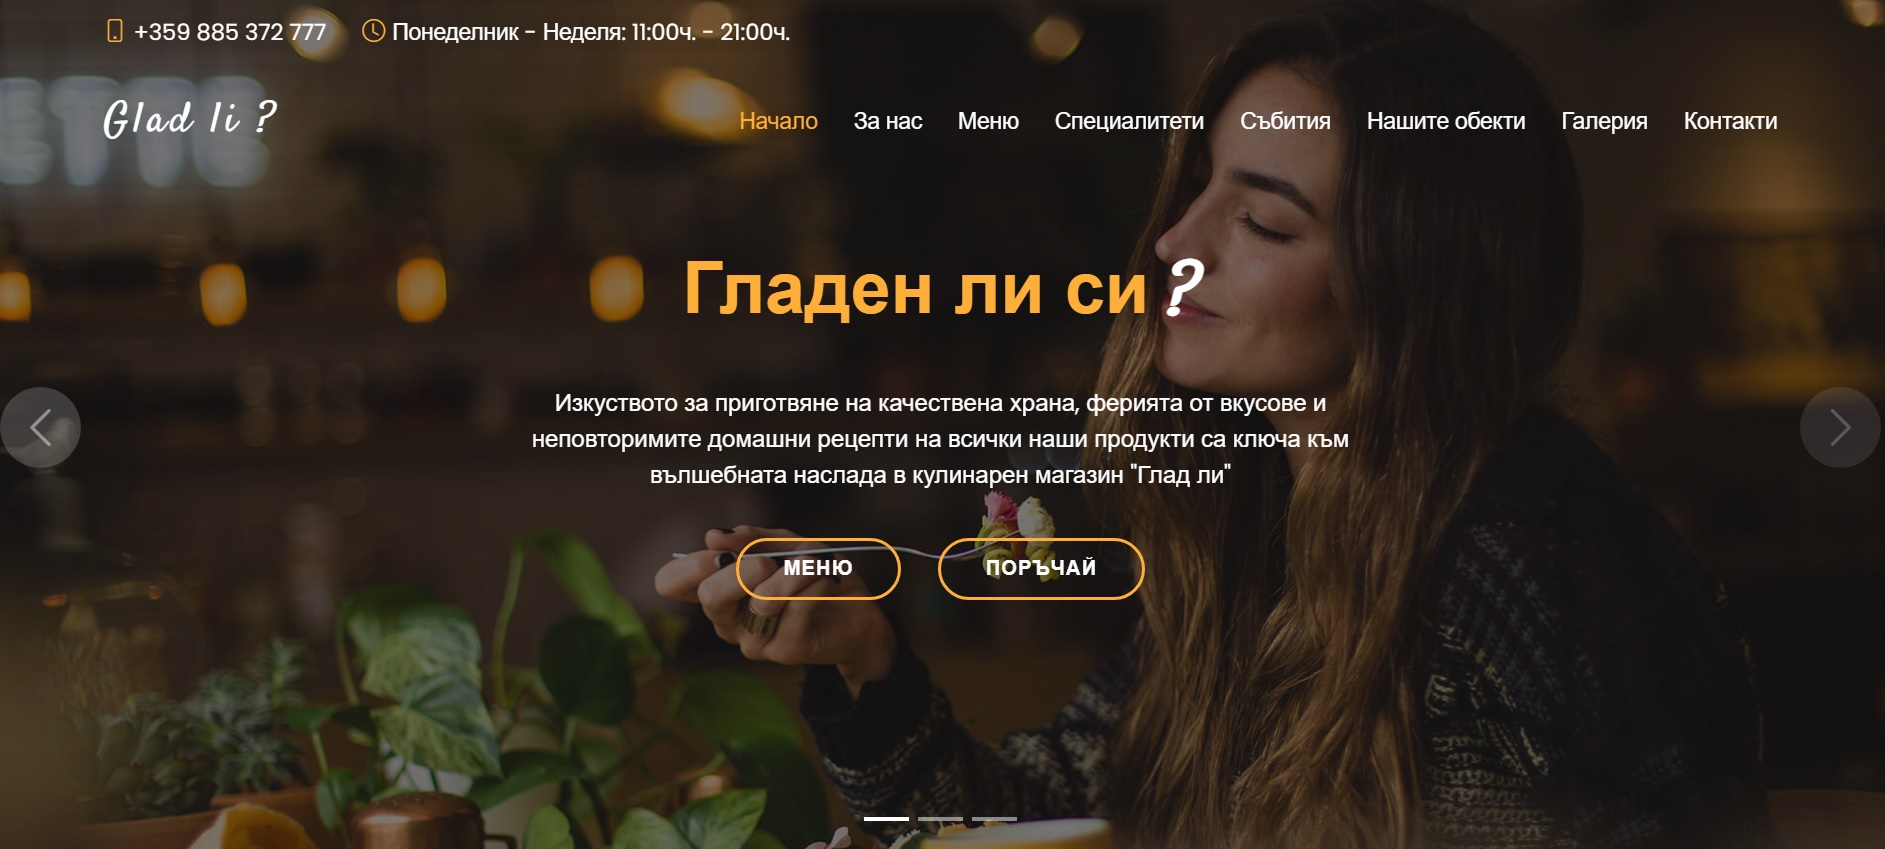 +359 885 372 777 Понеделник - Неделя: 11:00ч. - 21:00ч.
Glad li ?
Начало За нас Меню Специалитети Събития Нашите обекти Галерия Контакти
Гладен ли си ?
Изкуството за приготвяне на качествена храна, ферията от вкусове и
неповторимите домашни рецепти на всички наши продукти са ключа към
вълшебната наслада в кулинарен магазин "Глад ли"
МЕНЮ ПОРЪЧАЙ